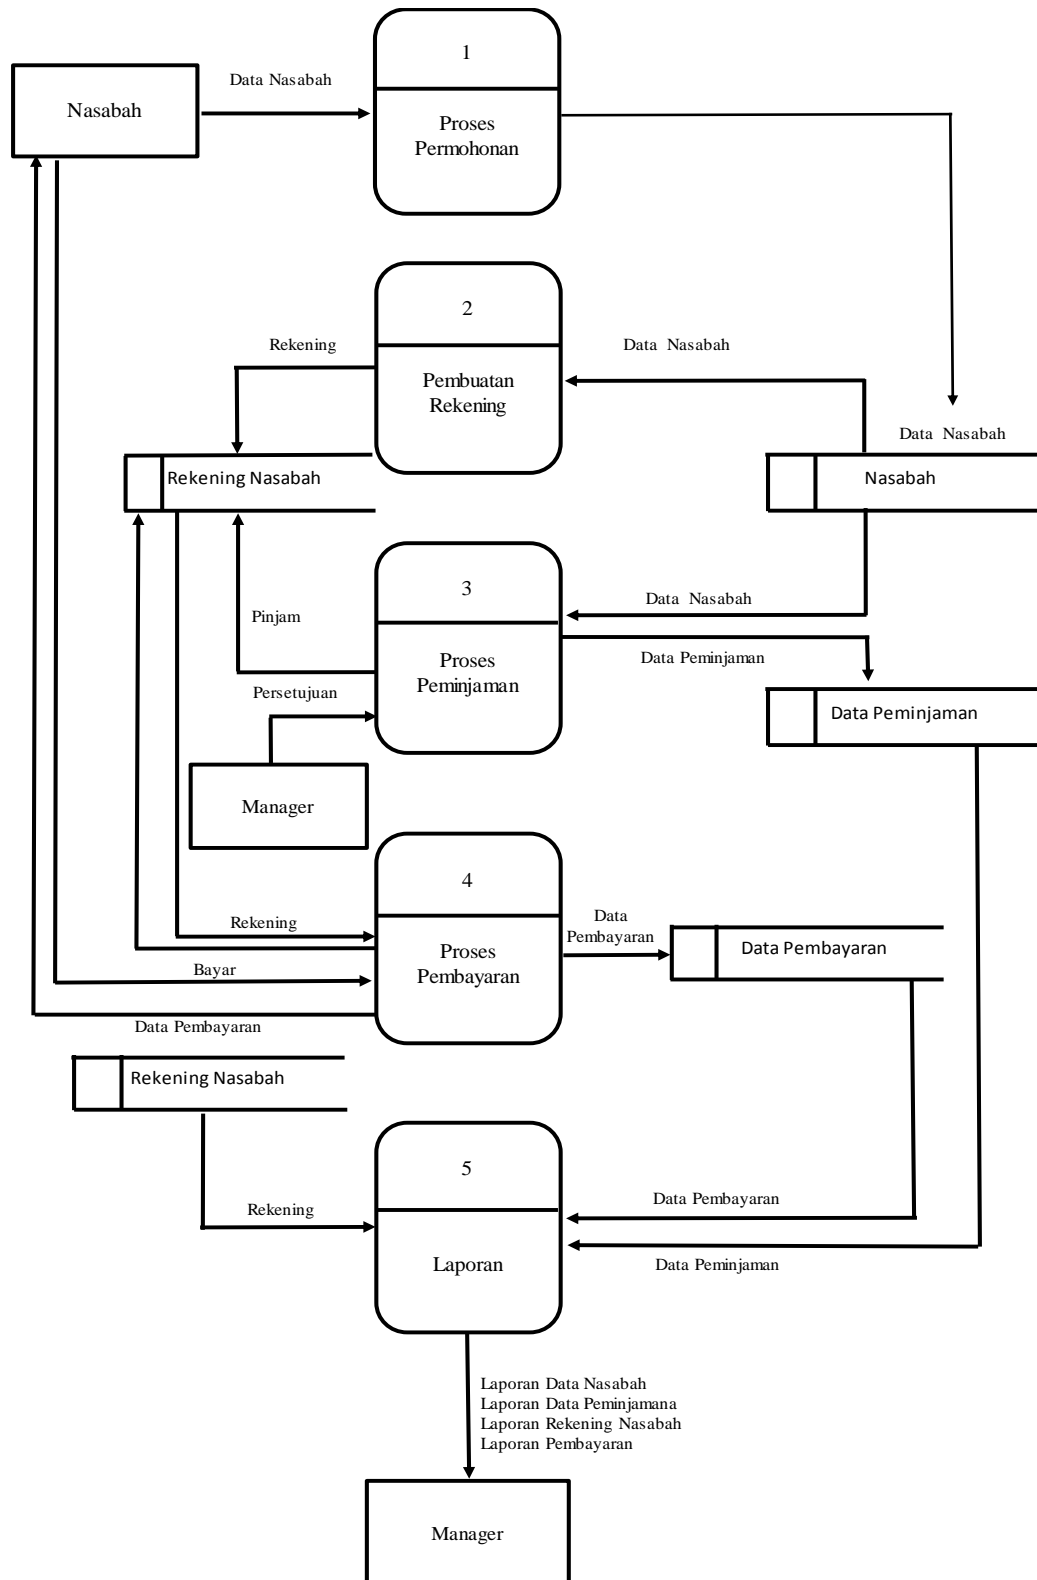 1
Data Nasabah
Nasabah
Proses
Permohonan
2
Rekening
Data Nasabah
Pembuatan
Rekening
Data Nasabah
Rekening Nasabah
Nasabah
3
Data Nasabah
Pinjam
Proses
Peminjaman
Data Peminjaman
Persetujuan
Data Peminjaman
Manager
4
Rekening
Data
Pembayaran
Proses
Pembayaran
Data Pembayaran
Bayar
Data Pembayaran
Rekening Nasabah
5
Rekening
Data Pembayaran
Laporan
Data Peminjaman
Laporan Data Nasabah
Laporan Data Peminjamana
Laporan Rekening Nasabah
Laporan Pembayaran
Manager